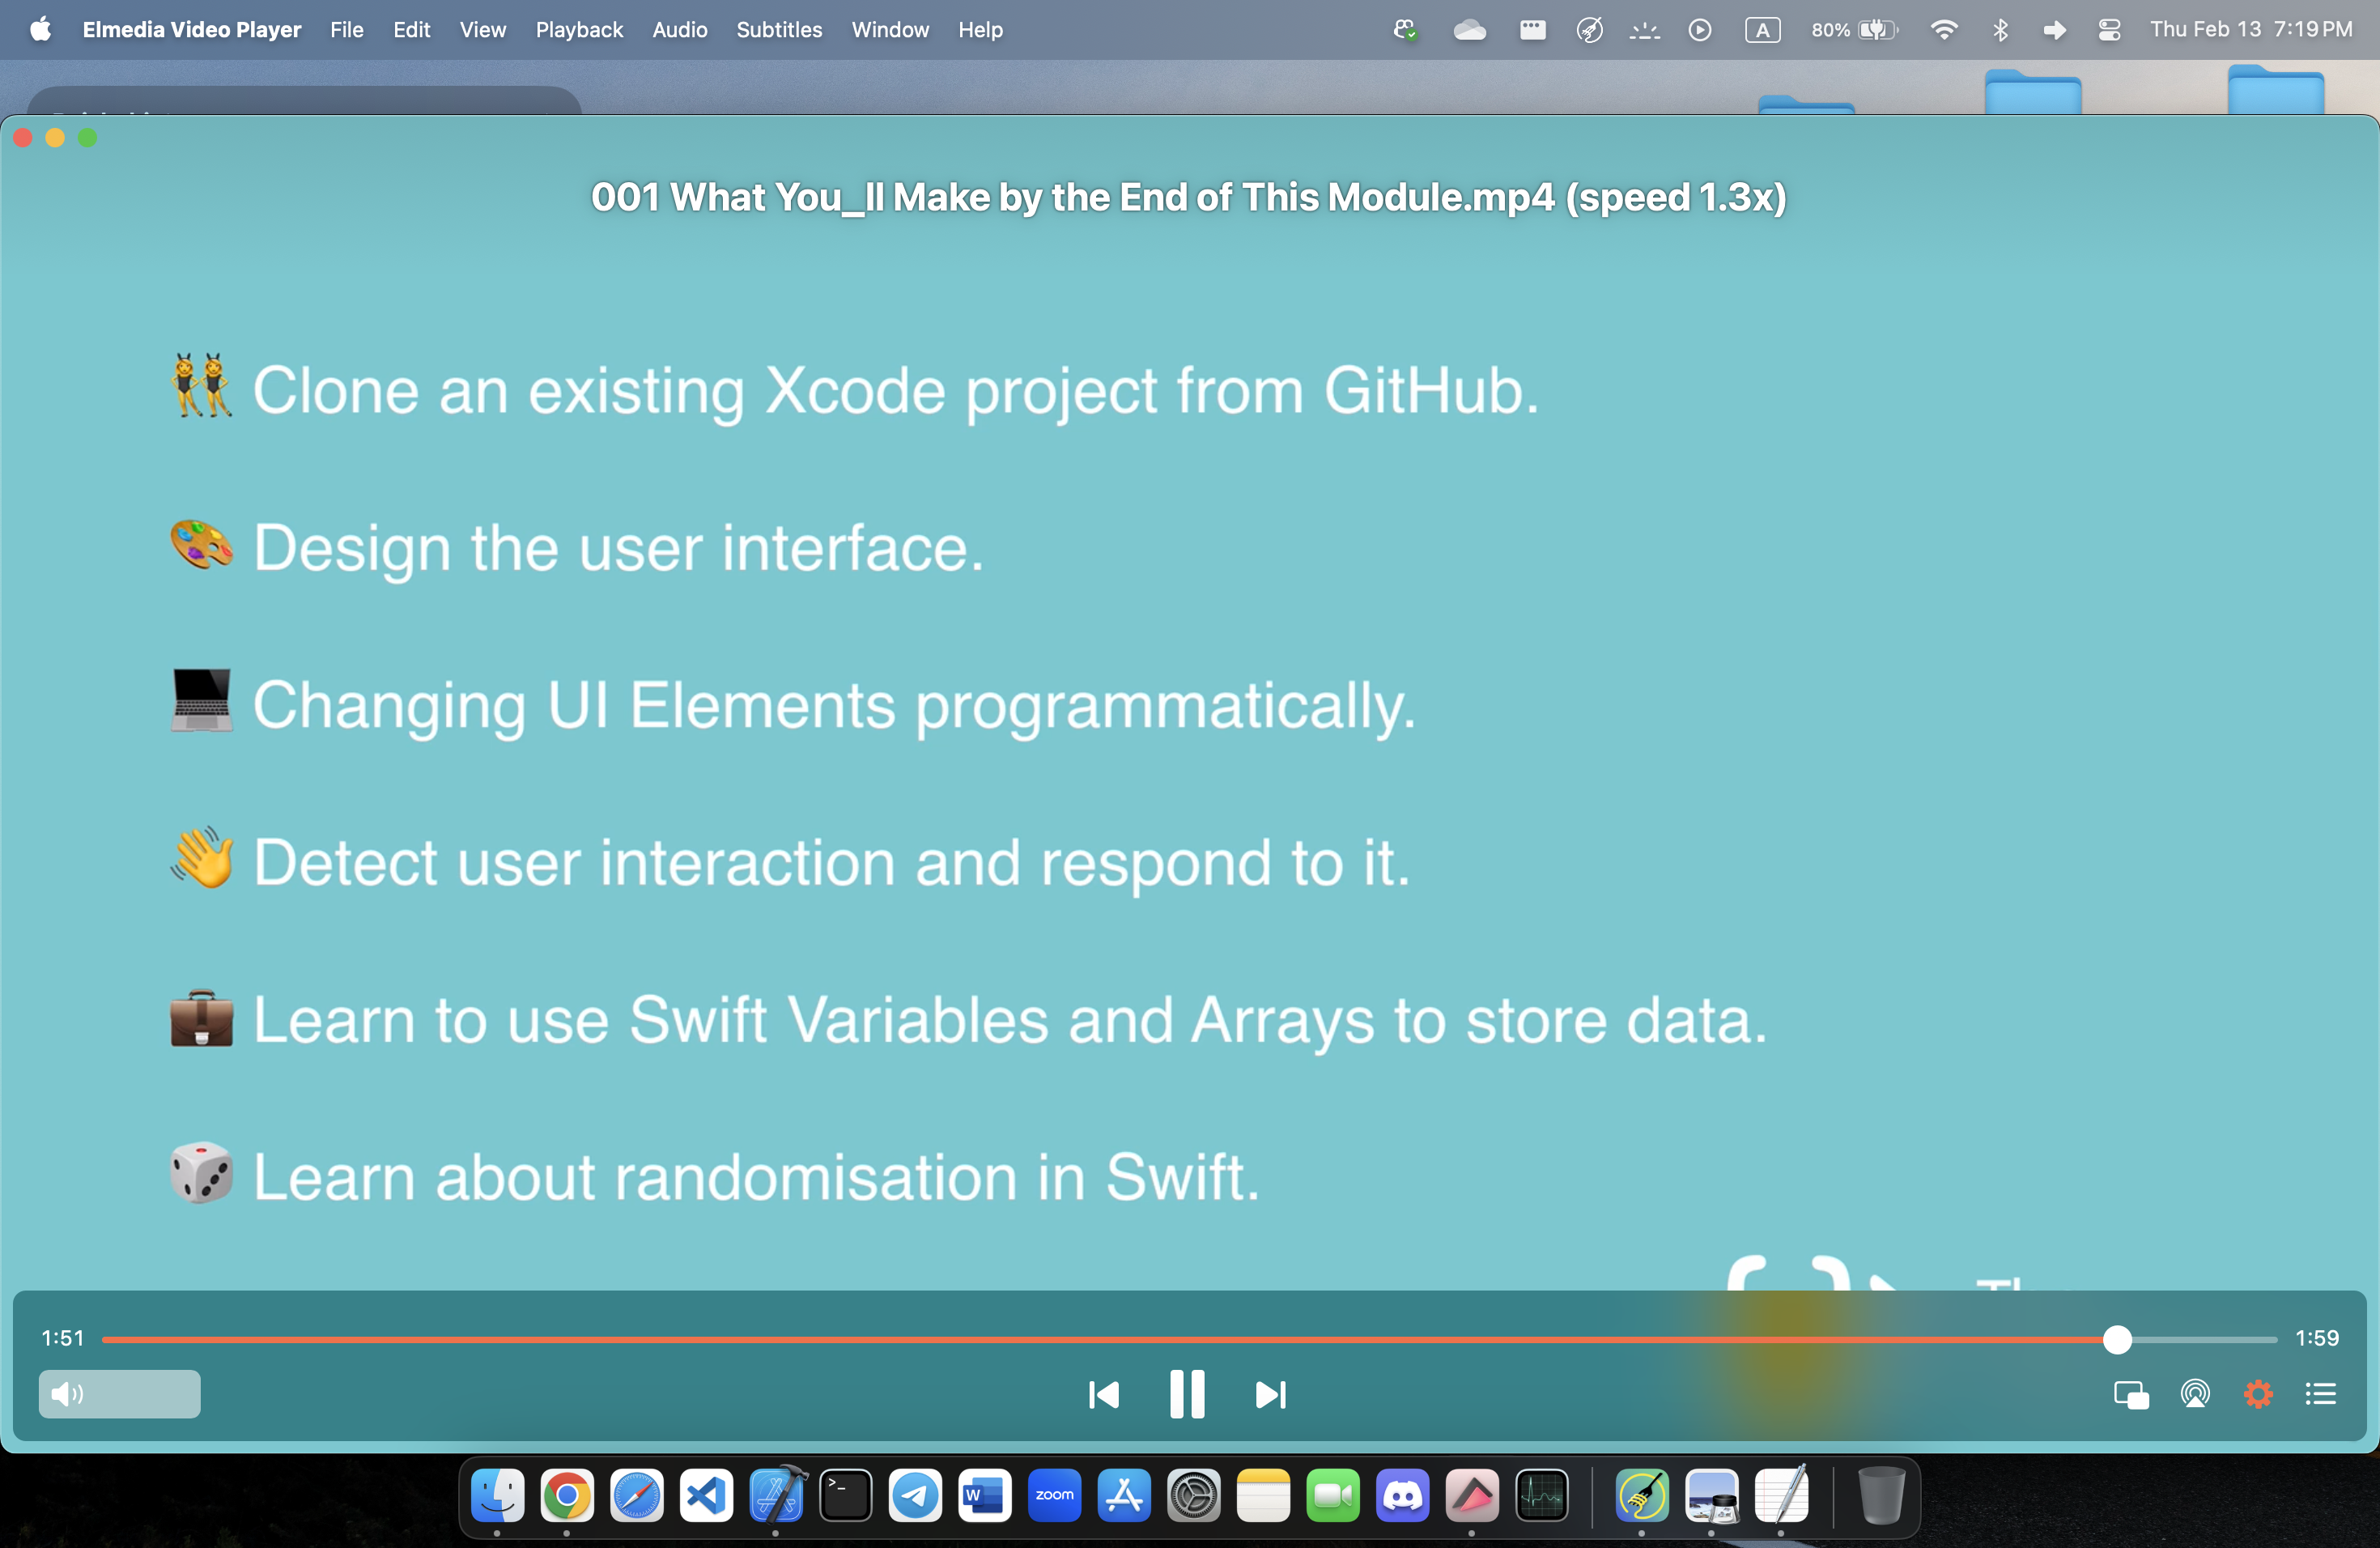 Elmedia Video Player File Edit View Playback Audio Subtitles Window Help A 80% Thu Feb 13 7:19 PM
001 What You_ll Make by the End of This Module.mp4 (speed 1.3x)
Clone an existing Xcode project from GitHub.
Design the user interface.
Changing UI Elements programmatically.
Detect user interaction and respond to it.
Learn to use Swift Variables and Arrays to store data.
Learn about randomisation in Swift.
1:51 1:59
>_ W zoom